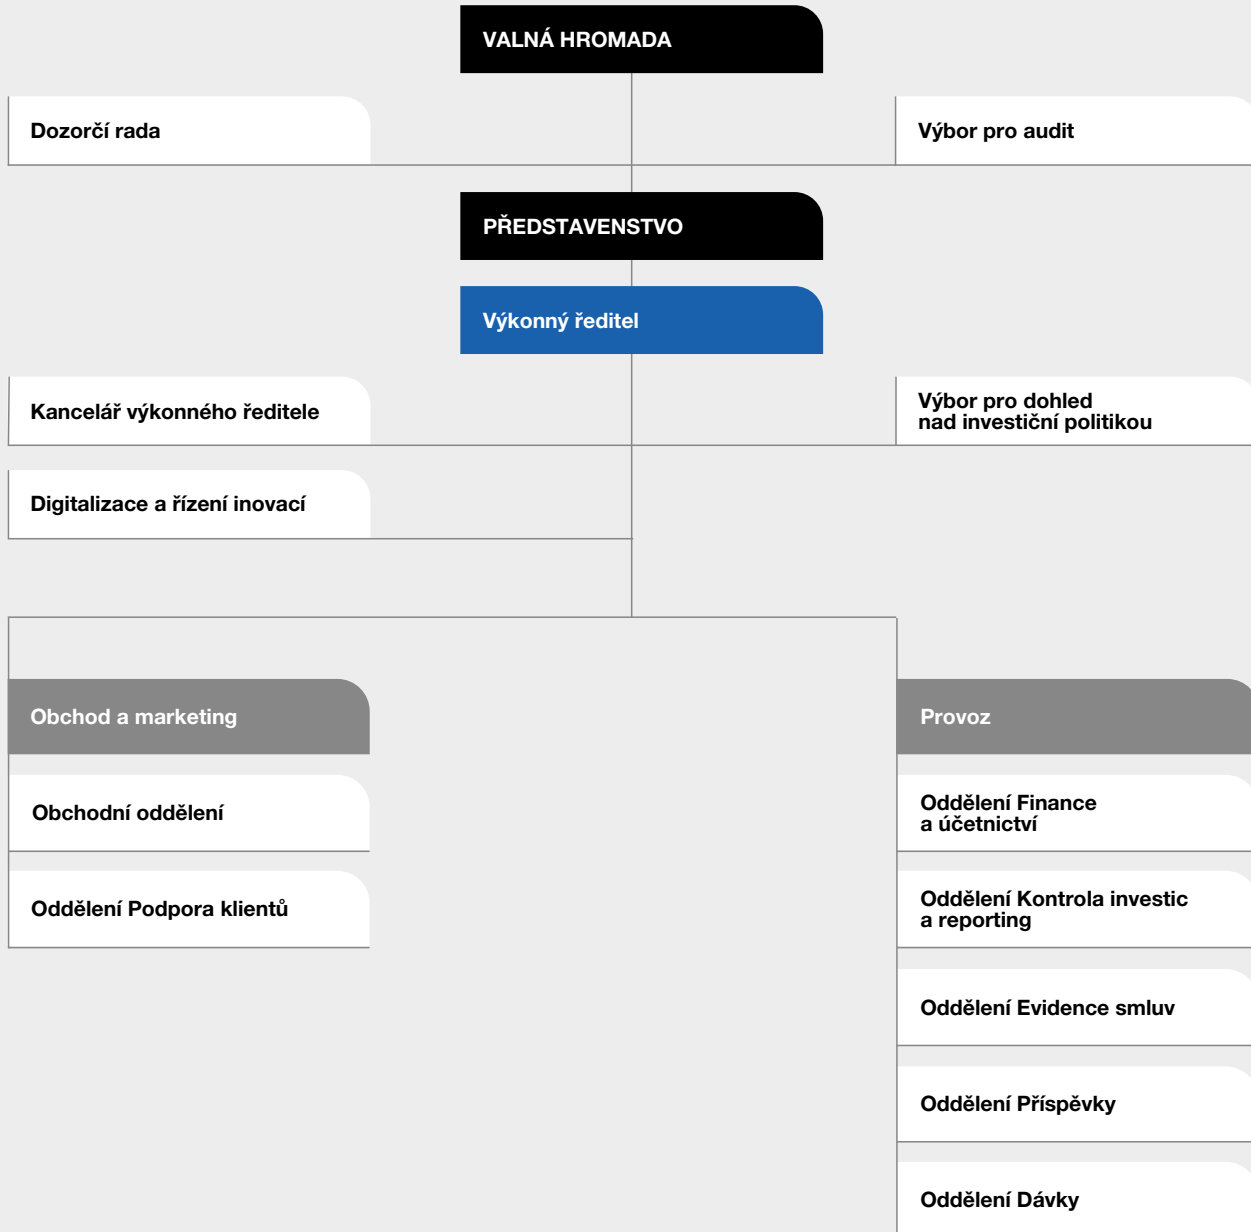 VALNÁ HROMADA
Dozorčí rada
Výbor pro audit
PŘEDSTAVENSTVO
Výkonný ředitel
Kancelář výkonného ředitele
Výbor pro dohled
nad investiční politikou
Digitalizace a řízení inovací
Obchod a marketing
Provoz
Obchodní oddělení
Oddělení Finance
a účetnictví
Oddělení Podpora klientů
Oddělení Kontrola investic
a reporting
Oddělení Evidence smluv
Oddělení Příspěvky
Oddělení Dávky